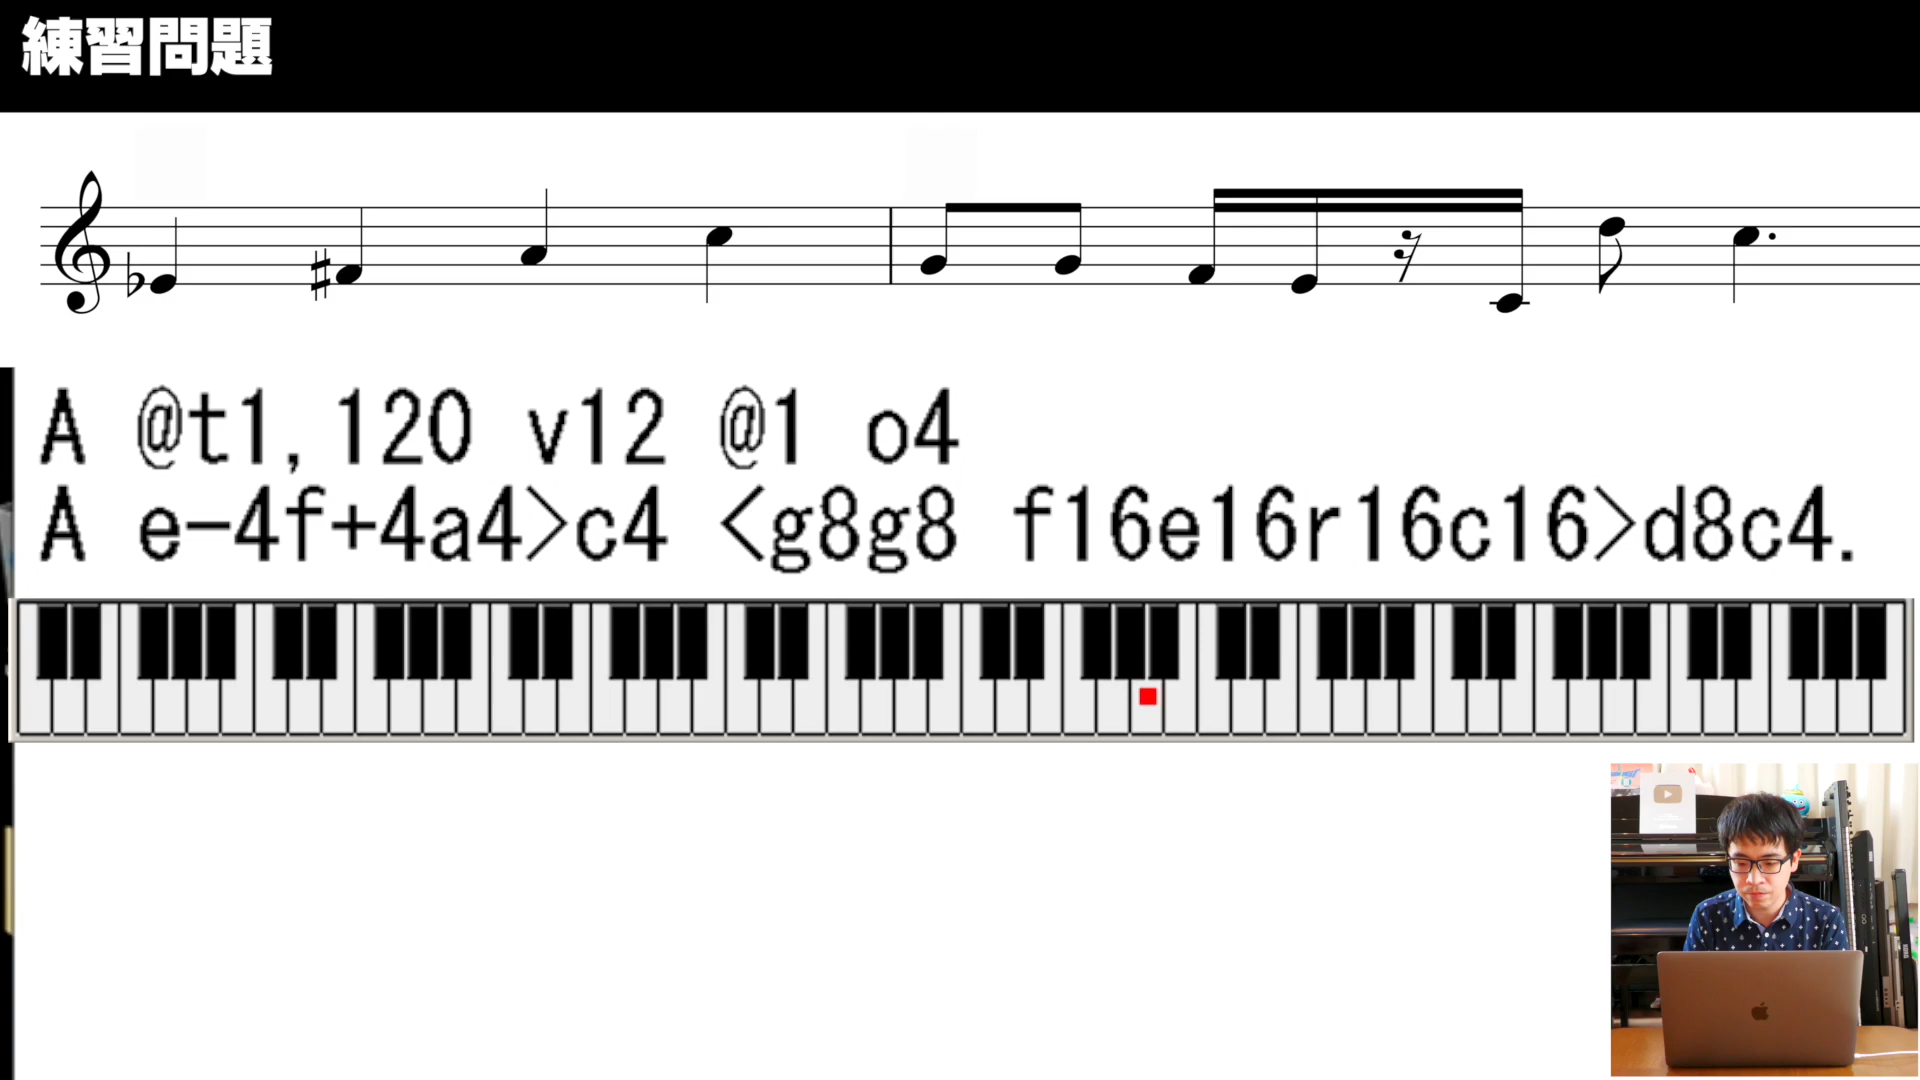 練習問題
A @t1,120 v12 @1 o4
A e-4f+4a4>c4 <g8g8 f16e16r16c16>d8c4.